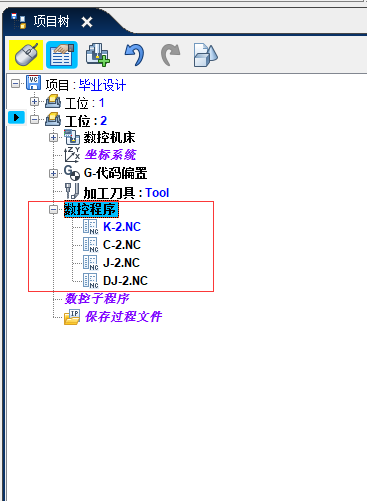 项目树
项目 : 毕业设计
工位 : 1
工位 : 2
数控机床
坐标系统
G-代码偏置
加工刀具 : Tool
数控程序
K-2.NC
C-2.NC
J-2.NC
DJ-2.NC
数控子程序
保存过程文件